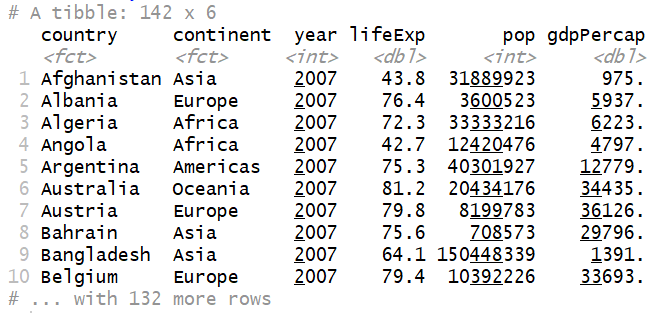 # A tibble: 142 x 6
country continent year lifeExp pop gdpPercap
<fct> <fct> <int> <dbl> <int> <dbl>
1 Afghanistan Asia 2007 43.8 31889923 975.
2 Albania Europe 2007 76.4 3600523 5937.
3 Algeria Africa 2007 72.3 33333216 6223.
4 Angola Africa 2007 42.7 12420476 4797.
5 Argentina Americas 2007 75.3 40301927 12779.
6 Australia Oceania 2007 81.2 20434176 34435.
7 Austria Europe 2007 79.8 8199783 36126.
8 Bahrain Asia 2007 75.6 708573 29796.
9 Bangladesh Asia 2007 64.1 150448339 1391.
10 Belgium Europe 2007 79.4 10392226 33693.
# ... with 132 more rows